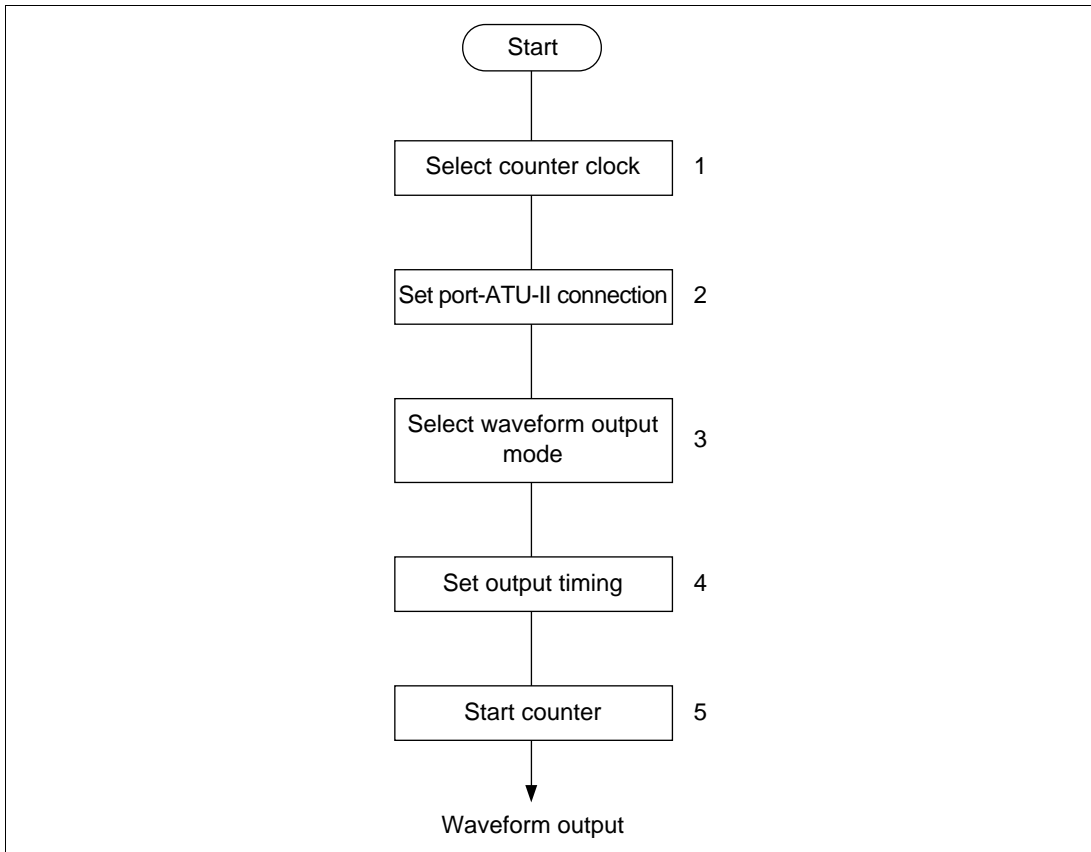 Start
Select counter clock 1
Set port-ATU-II connection 2
Select waveform output
mode
3
Set output timing 4
Start counter 5
Waveform output